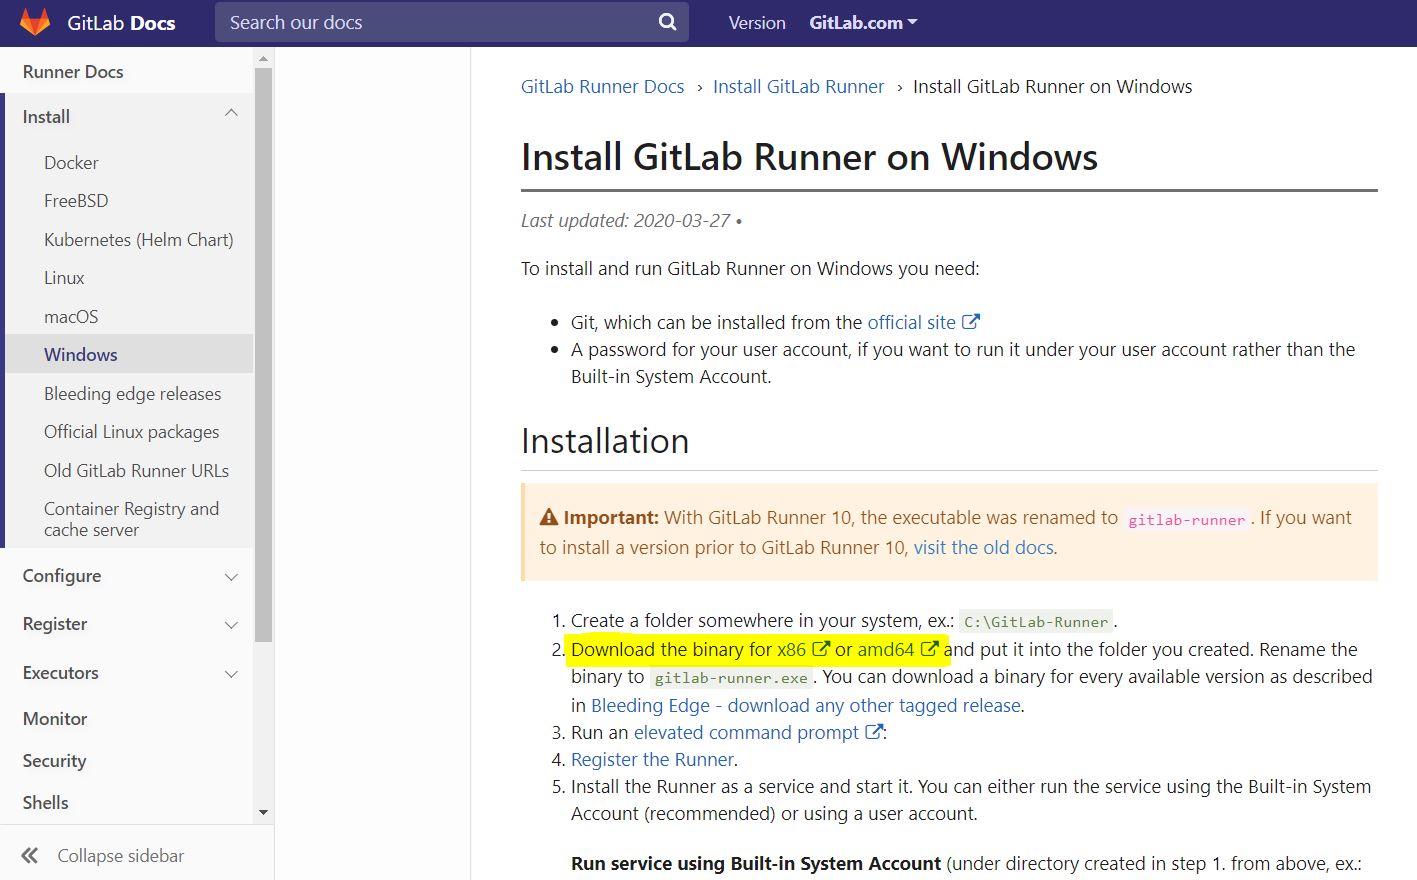 GitLab Docs
Search our docs
Version
GitLab.com
Runner Docs
Install
Docker
FreeBSD
Kubernetes (Helm Chart)
Linux
macOS
Windows
Bleeding edge releases
Official Linux packages
Old GitLab Runner URLs
Container Registry and
cache server
Configure
Register
Executors
Monitor
Security
Shells
Collapse sidebar
GitLab Runner Docs › Install GitLab Runner › Install GitLab Runner on Windows
Install GitLab Runner on Windows
Last updated: 2020-03-27 •
To install and run GitLab Runner on Windows you need:
• Git, which can be installed from the official site
• A password for your user account, if you want to run it under your user account rather than the
Built-in System Account.
Installation
Important: With GitLab Runner 10, the executable was renamed to gitlab-runner. If you want
to install a version prior to GitLab Runner 10, visit the old docs.
1. Create a folder somewhere in your system, ex.: C:\GitLab-Runner.
2. Download the binary for x86 or amd64 and put it into the folder you created. Rename the
binary to gitlab-runner.exe. You can download a binary for every available version as described
in Bleeding Edge - download any other tagged release.
3. Run an elevated command prompt:
4. Register the Runner.
5. Install the Runner as a service and start it. You can either run the service using the Built-in System
Account (recommended) or using a user account.
Run service using Built-in System Account (under directory created in step 1. from above, ex.: